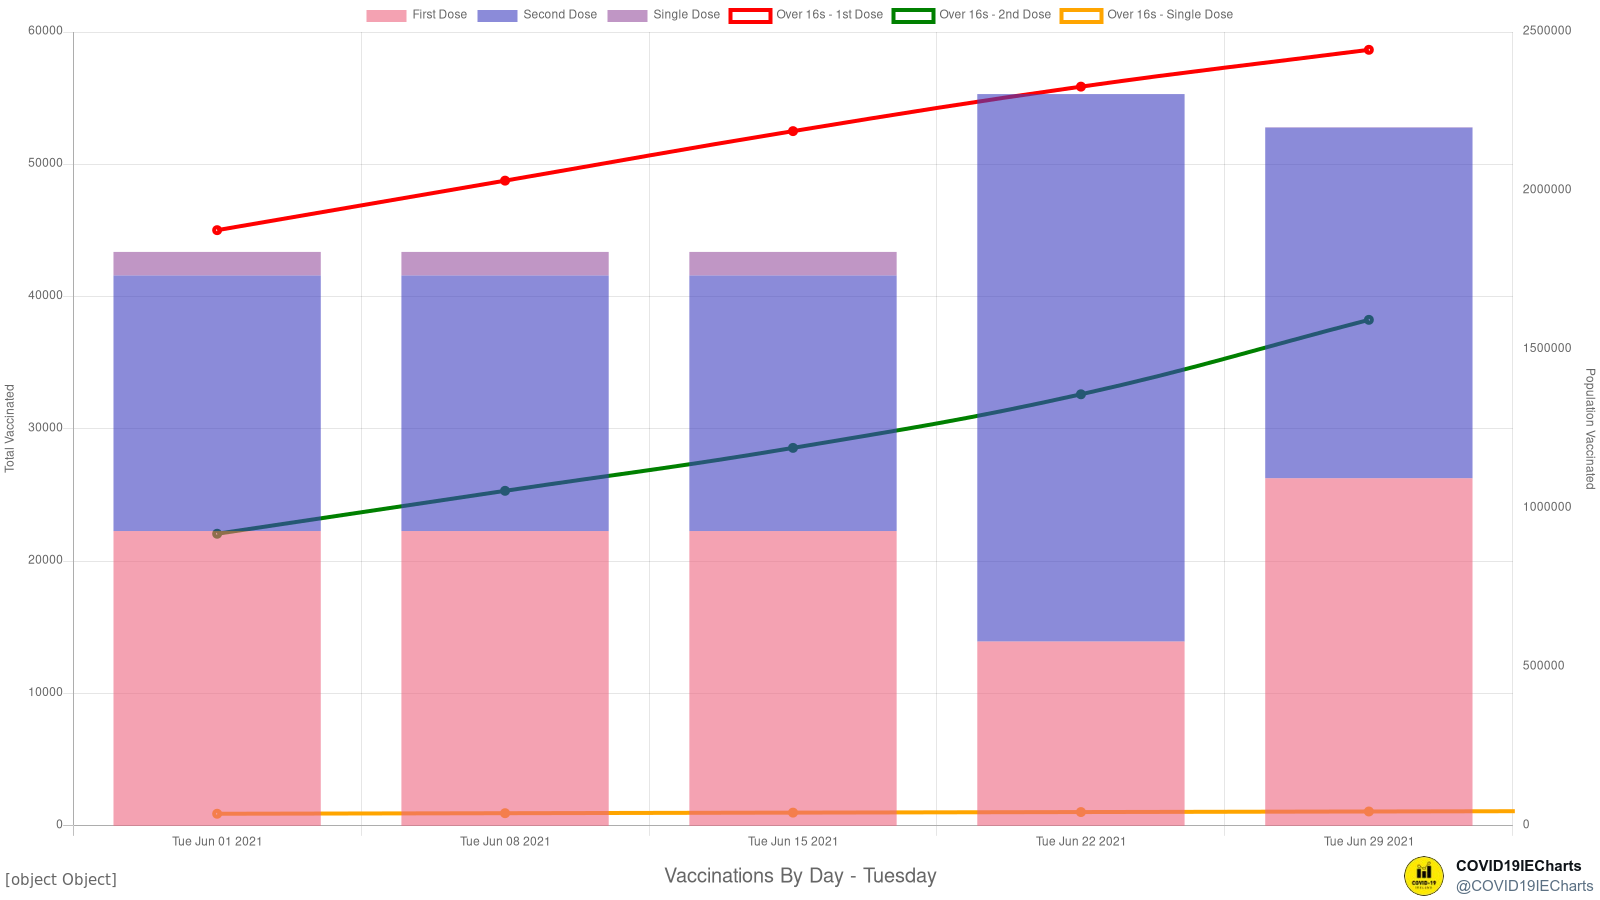 First Dose Second Dose Single Dose Over 16s - 1st Dose Over 16s - 2nd Dose Over 16s - Single Dose
60000
50000
40000
30000
20000
10000
0
Total Vaccinated
2500000
2000000
1500000
1000000
500000
0
Population Vaccinated
Tue Jun 01 2021 Tue Jun 08 2021 Tue Jun 15 2021 Tue Jun 22 2021 Tue Jun 29 2021
Vaccinations By Day - Tuesday
[object Object]
COVID-19
COVID19IECharts
@COVID19IECharts